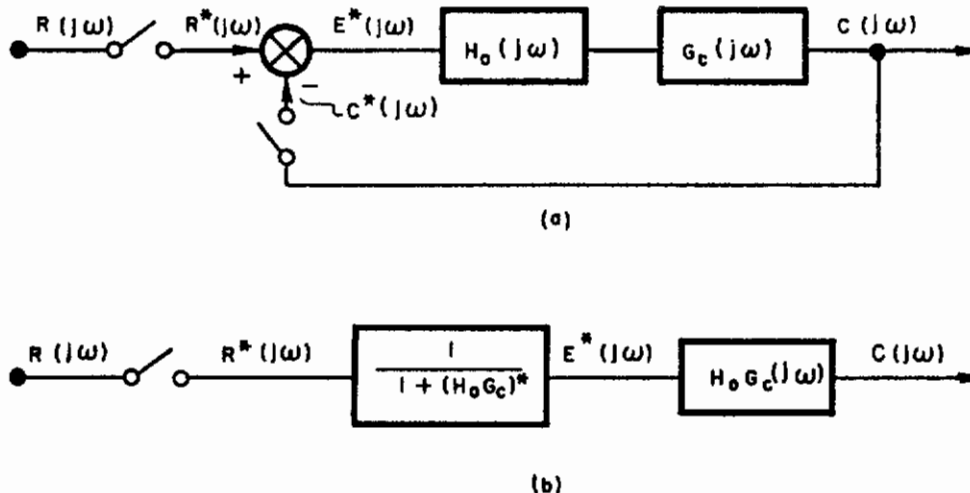 R (jω) R*(jω) E*(jω) H₀(jω) G_c(jω) C (jω)
+
−
C*(jω)
(a)
R (jω) R*(jω) 1 / 1 + (H₀G_c)* E*(jω) H₀G_c(jω) C (jω)
(b)